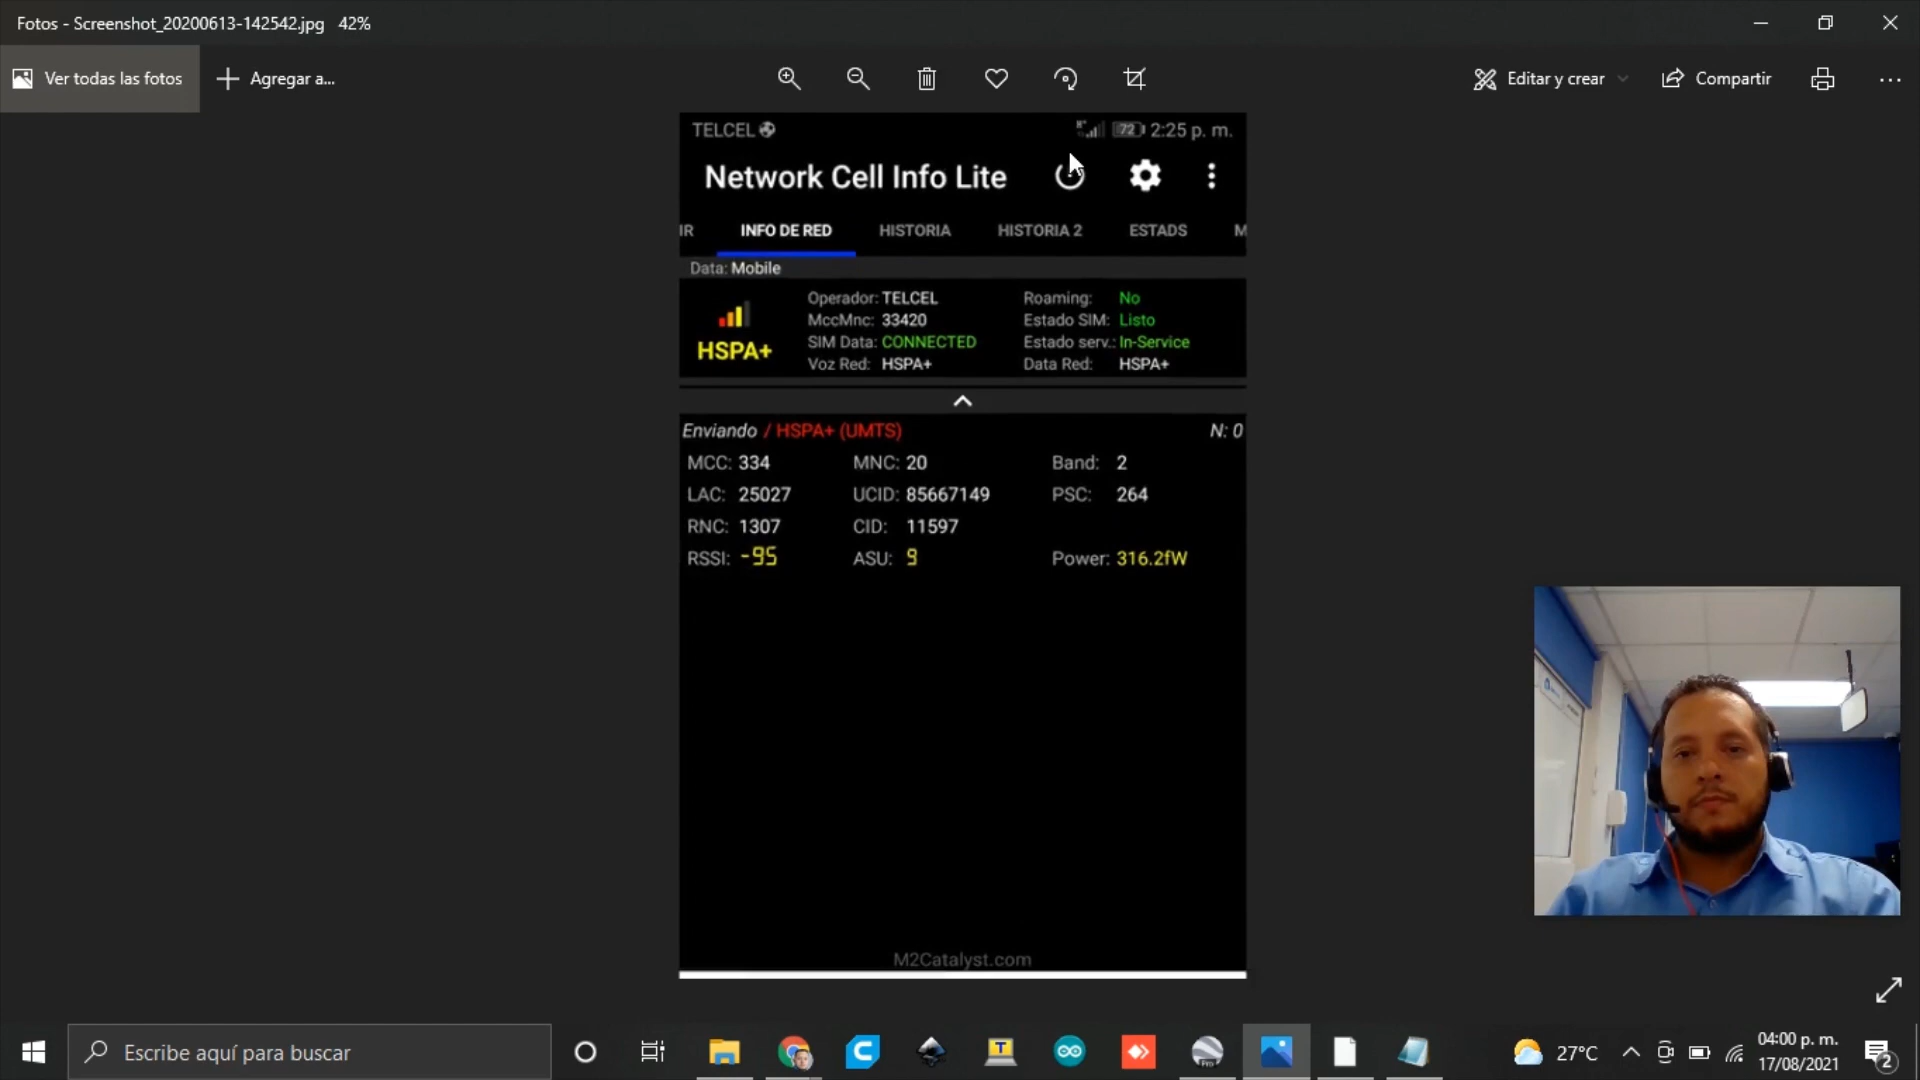 Fotos - Screenshot_20200613-142542.jpg 42%
Ver todas las fotos
Agregar a...
Editar y crear
Compartir
TELCEL
72
2:25 p. m.
Network Cell Info Lite
IR INFO DE RED HISTORIA HISTORIA 2 ESTADS M
Data: Mobile
HSPA+
Operador: TELCEL Roaming: No
MccMnc: 33420 Estado SIM: Listo
SIM Data: CONNECTED Estado serv.: In-Service
Voz Red: HSPA+ Data Red: HSPA+
Enviando / HSPA+ (UMTS) N: 0
MCC: 334 MNC: 20 Band: 2
LAC: 25027 UCID: 85667149 PSC: 264
RNC: 1307 CID: 11597
RSSI: -95 ASU: 9 Power: 316.2fW
M2Catalyst.com
Escribe aquí para buscar
27°C
04:00 p. m.
17/08/2021
2